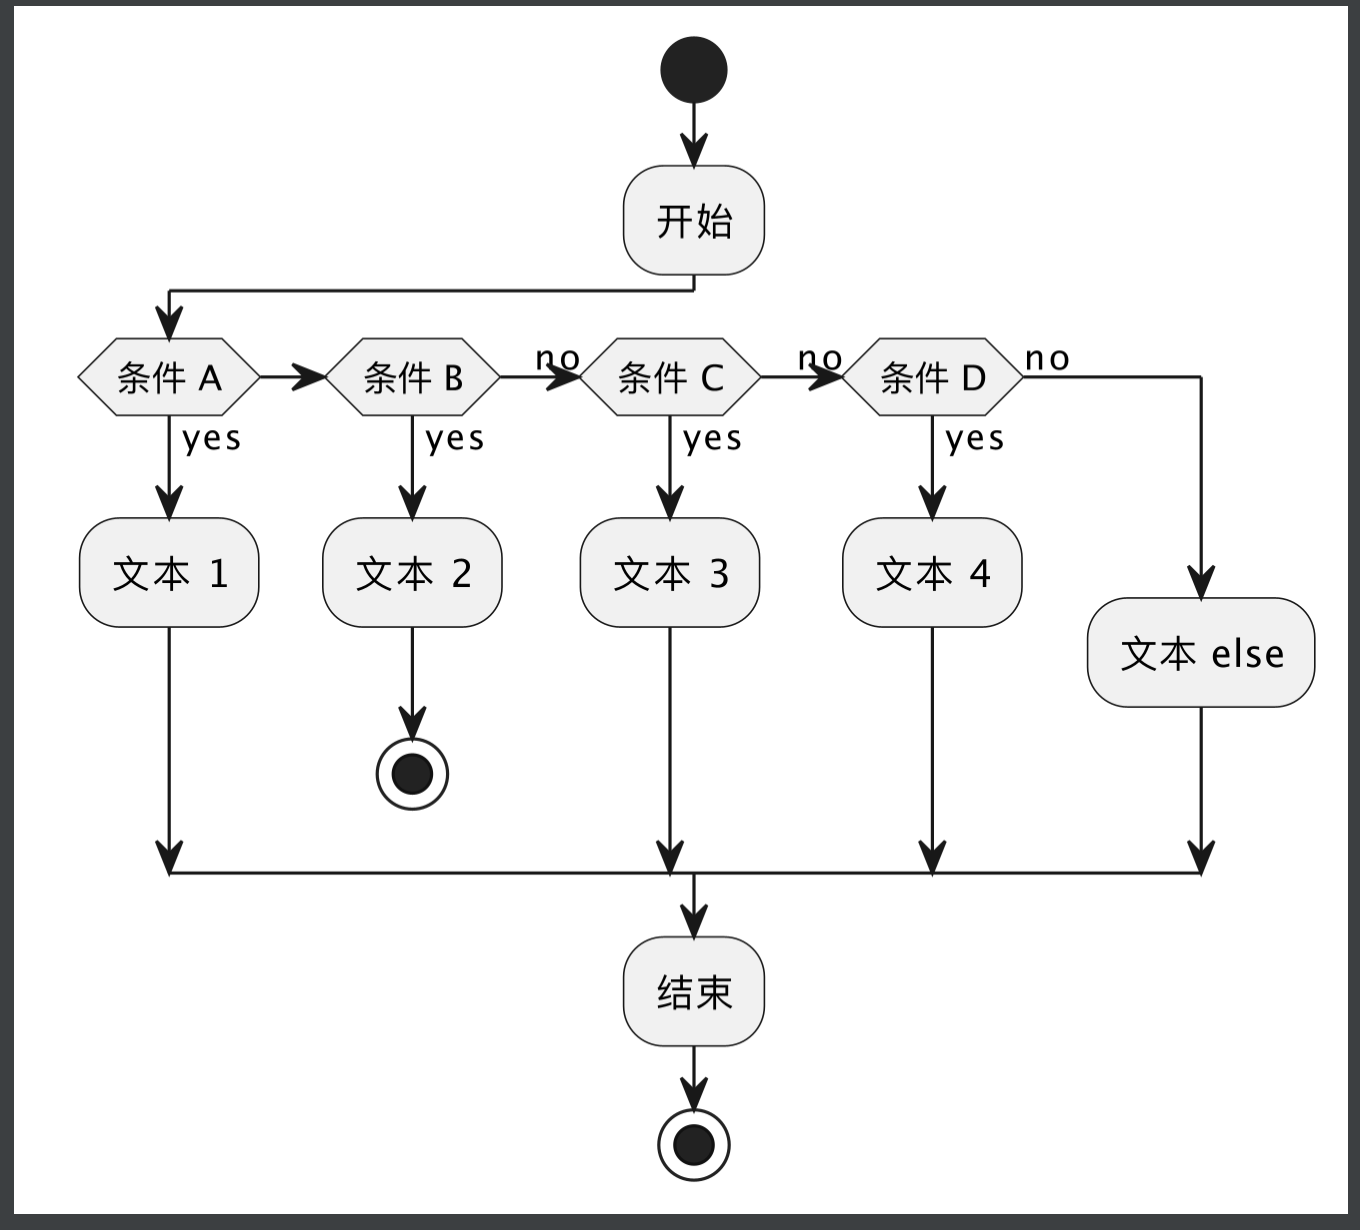 开始
条件 A
条件 B
no
条件 C
no
条件 D
no
yes
yes
yes
yes
文本 1
文本 2
文本 3
文本 4
文本 else
结束